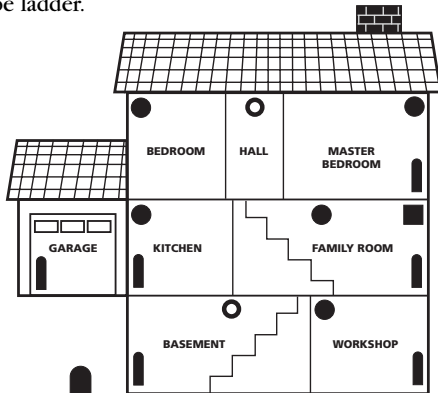 be ladder.
BEDROOM
HALL
MASTER
BEDROOM
GARAGE
KITCHEN
FAMILY ROOM
BASEMENT
WORKSHOP